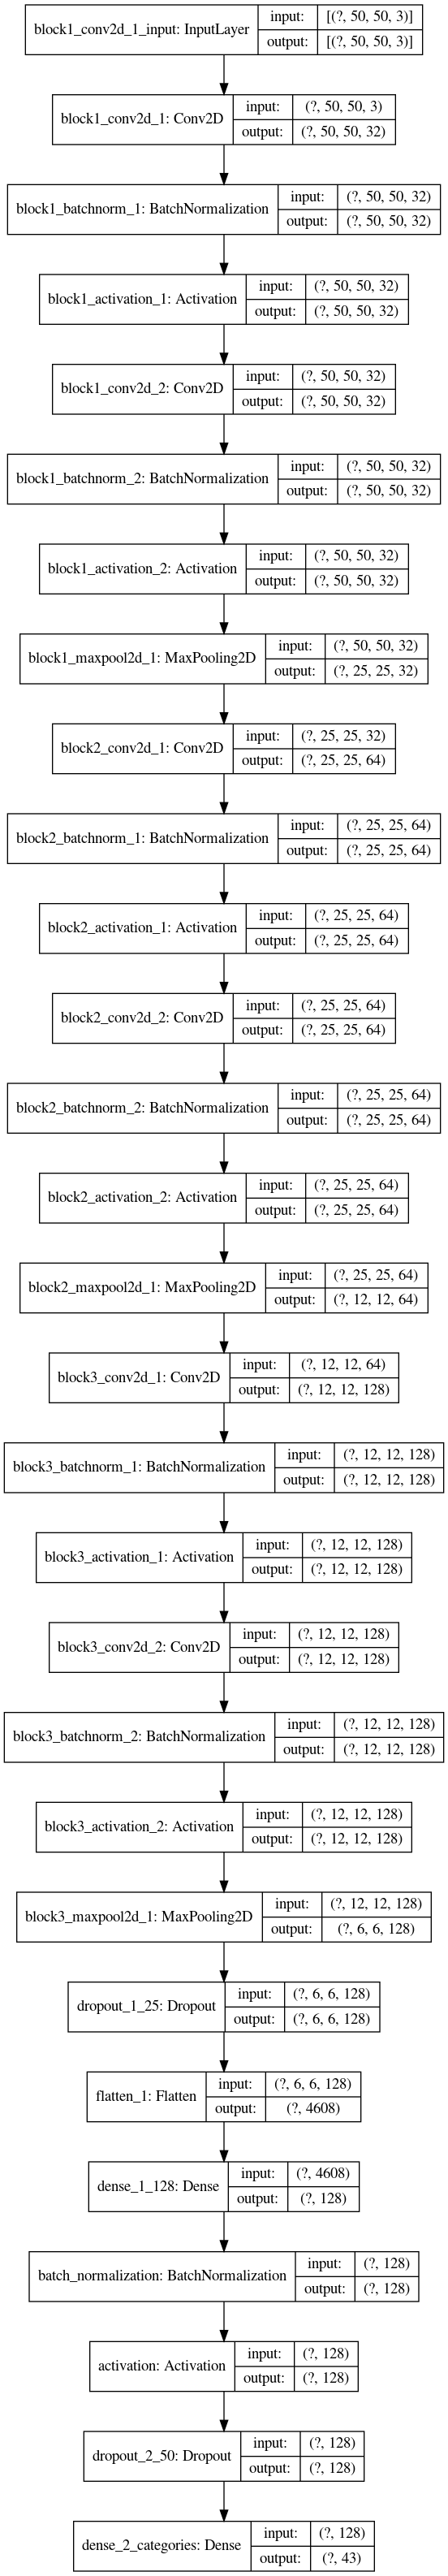 block1_conv2d_1_input: InputLayer
input: [(?, 50, 50, 3)]
output: [(?, 50, 50, 3)]
block1_conv2d_1: Conv2D
input: (?, 50, 50, 3)
output: (?, 50, 50, 32)
block1_batchnorm_1: BatchNormalization
input: (?, 50, 50, 32)
output: (?, 50, 50, 32)
block1_activation_1: Activation
input: (?, 50, 50, 32)
output: (?, 50, 50, 32)
block1_conv2d_2: Conv2D
input: (?, 50, 50, 32)
output: (?, 50, 50, 32)
block1_batchnorm_2: BatchNormalization
input: (?, 50, 50, 32)
output: (?, 50, 50, 32)
block1_activation_2: Activation
input: (?, 50, 50, 32)
output: (?, 50, 50, 32)
block1_maxpool2d_1: MaxPooling2D
input: (?, 50, 50, 32)
output: (?, 25, 25, 32)
block2_conv2d_1: Conv2D
input: (?, 25, 25, 32)
output: (?, 25, 25, 64)
block2_batchnorm_1: BatchNormalization
input: (?, 25, 25, 64)
output: (?, 25, 25, 64)
block2_activation_1: Activation
input: (?, 25, 25, 64)
output: (?, 25, 25, 64)
block2_conv2d_2: Conv2D
input: (?, 25, 25, 64)
output: (?, 25, 25, 64)
block2_batchnorm_2: BatchNormalization
input: (?, 25, 25, 64)
output: (?, 25, 25, 64)
block2_activation_2: Activation
input: (?, 25, 25, 64)
output: (?, 25, 25, 64)
block2_maxpool2d_1: MaxPooling2D
input: (?, 25, 25, 64)
output: (?, 12, 12, 64)
block3_conv2d_1: Conv2D
input: (?, 12, 12, 64)
output: (?, 12, 12, 128)
block3_batchnorm_1: BatchNormalization
input: (?, 12, 12, 128)
output: (?, 12, 12, 128)
block3_activation_1: Activation
input: (?, 12, 12, 128)
output: (?, 12, 12, 128)
block3_conv2d_2: Conv2D
input: (?, 12, 12, 128)
output: (?, 12, 12, 128)
block3_batchnorm_2: BatchNormalization
input: (?, 12, 12, 128)
output: (?, 12, 12, 128)
block3_activation_2: Activation
input: (?, 12, 12, 128)
output: (?, 12, 12, 128)
block3_maxpool2d_1: MaxPooling2D
input: (?, 12, 12, 128)
output: (?, 6, 6, 128)
dropout_1_25: Dropout
input: (?, 6, 6, 128)
output: (?, 6, 6, 128)
flatten_1: Flatten
input: (?, 6, 6, 128)
output: (?, 4608)
dense_1_128: Dense
input: (?, 4608)
output: (?, 128)
batch_normalization: BatchNormalization
input: (?, 128)
output: (?, 128)
activation: Activation
input: (?, 128)
output: (?, 128)
dropout_2_50: Dropout
input: (?, 128)
output: (?, 128)
dense_2_categories: Dense
input: (?, 128)
output: (?, 43)